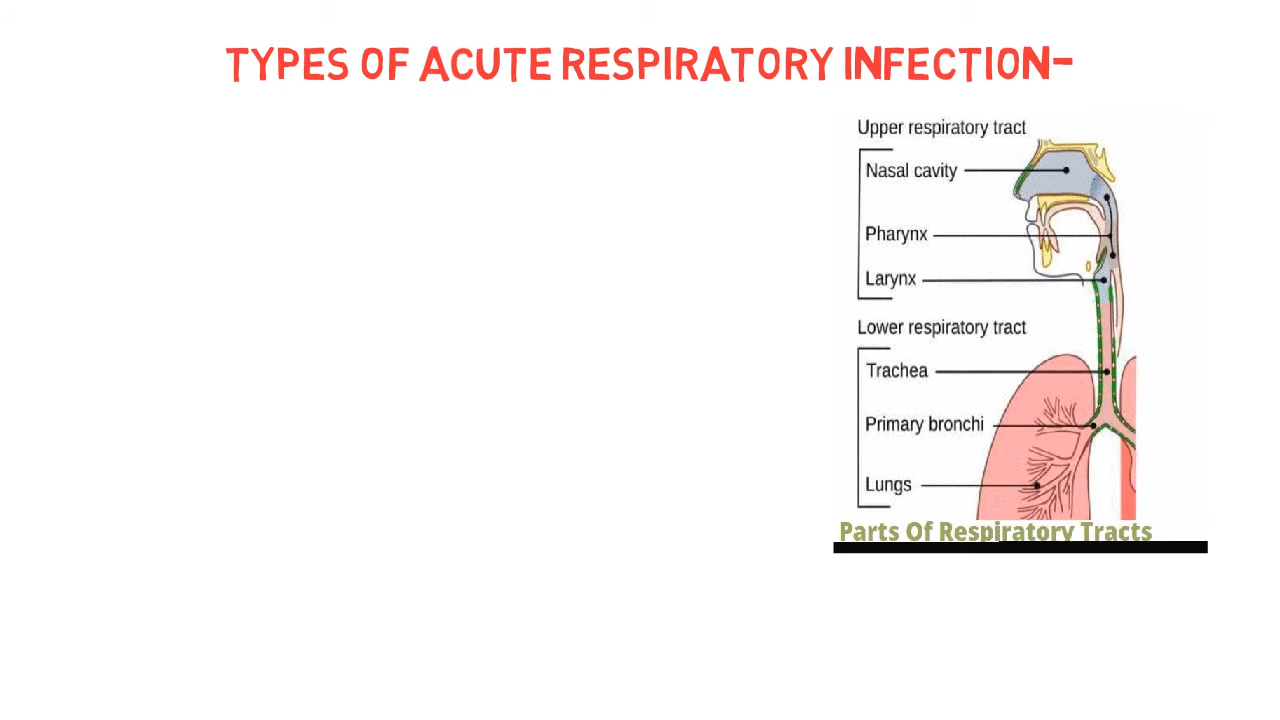 TYPES OF ACUTE RESPIRATORY INFECTION-
Upper respiratory tract
Nasal cavity
Pharynx
Larynx
Lower respiratory tract
Trachea
Primary bronchi
Lungs
Parts Of Respiratory Tracts